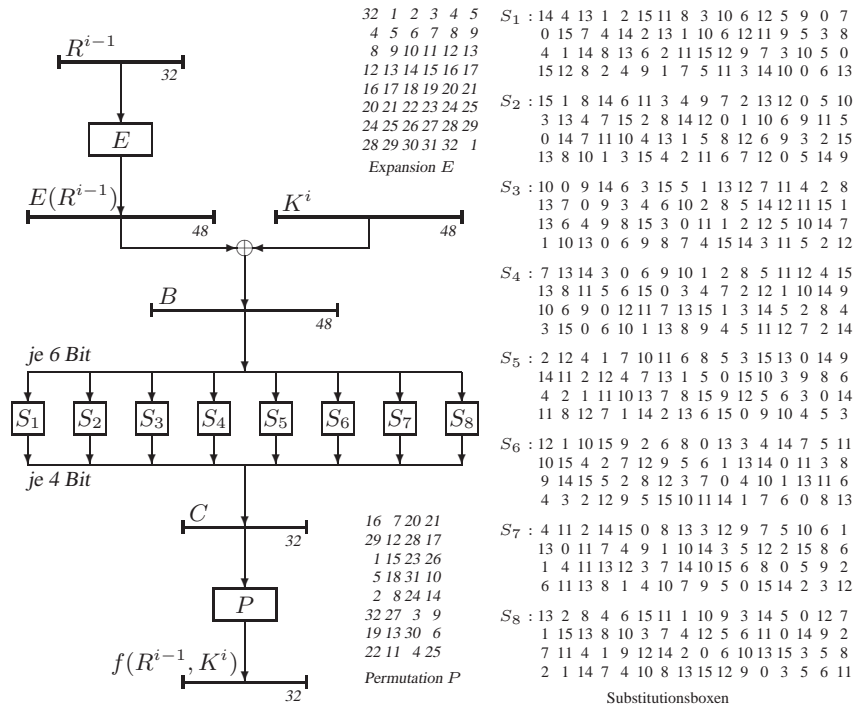 R^{i−1}
32
E
E(R^{i−1})
48
K^i
48
⊕
B
48
je 6 Bit
S_1 S_2 S_3 S_4 S_5 S_6 S_7 S_8
je 4 Bit
C
32
P
f(R^{i−1}, K^i)
32
32 1 2 3 4 5
4 5 6 7 8 9
8 9 10 11 12 13
12 13 14 15 16 17
16 17 18 19 20 21
20 21 22 23 24 25
24 25 26 27 28 29
28 29 30 31 32 1
Expansion E
16 7 20 21
29 12 28 17
1 15 23 26
5 18 31 10
2 8 24 14
32 27 3 9
19 13 30 6
22 11 4 25
Permutation P
S_1 : 14 4 13 1 2 15 11 8 3 10 6 12 5 9 0 7
0 15 7 4 14 2 13 1 10 6 12 11 9 5 3 8
4 1 14 8 13 6 2 11 15 12 9 7 3 10 5 0
15 12 8 2 4 9 1 7 5 11 3 14 10 0 6 13
S_2 : 15 1 8 14 6 11 3 4 9 7 2 13 12 0 5 10
3 13 4 7 15 2 8 14 12 0 1 10 6 9 11 5
0 14 7 11 10 4 13 1 5 8 12 6 9 3 2 15
13 8 10 1 3 15 4 2 11 6 7 12 0 5 14 9
S_3 : 10 0 9 14 6 3 15 5 1 13 12 7 11 4 2 8
13 7 0 9 3 4 6 10 2 8 5 14 12 11 15 1
13 6 4 9 8 15 3 0 11 1 2 12 5 10 14 7
1 10 13 0 6 9 8 7 4 15 14 3 11 5 2 12
S_4 : 7 13 14 3 0 6 9 10 1 2 8 5 11 12 4 15
13 8 11 5 6 15 0 3 4 7 2 12 1 10 14 9
10 6 9 0 12 11 7 13 15 1 3 14 5 2 8 4
3 15 0 6 10 1 13 8 9 4 5 11 12 7 2 14
S_5 : 2 12 4 1 7 10 11 6 8 5 3 15 13 0 14 9
14 11 2 12 4 7 13 1 5 0 15 10 3 9 8 6
4 2 1 11 10 13 7 8 15 9 12 5 6 3 0 14
11 8 12 7 1 14 2 13 6 15 0 9 10 4 5 3
S_6 : 12 1 10 15 9 2 6 8 0 13 3 4 14 7 5 11
10 15 4 2 7 12 9 5 6 1 13 14 0 11 3 8
9 14 15 5 2 8 12 3 7 0 4 10 1 13 11 6
4 3 2 12 9 5 15 10 11 14 1 7 6 0 8 13
S_7 : 4 11 2 14 15 0 8 13 3 12 9 7 5 10 6 1
13 0 11 7 4 9 1 10 14 3 5 12 2 15 8 6
1 4 11 13 12 3 7 14 10 15 6 8 0 5 9 2
6 11 13 8 1 4 10 7 9 5 0 15 14 2 3 12
S_8 : 13 2 8 4 6 15 11 1 10 9 3 14 5 0 12 7
1 15 13 8 10 3 7 4 12 5 6 11 0 14 9 2
7 11 4 1 9 12 14 2 0 6 10 13 15 3 5 8
2 1 14 7 4 10 8 13 15 12 9 0 3 5 6 11
Substitutionsboxen